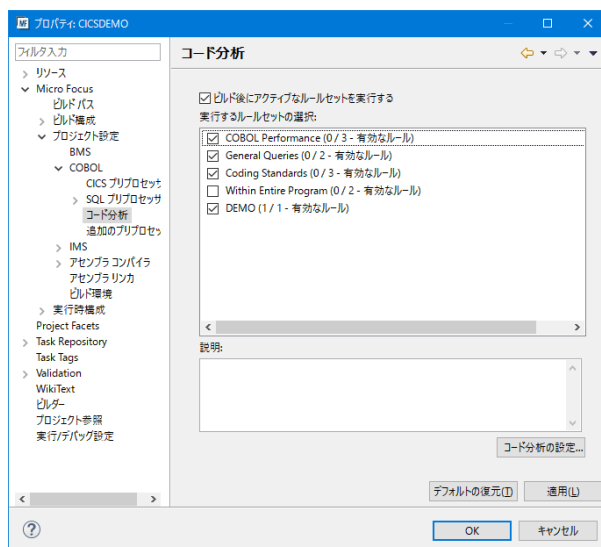 MF プロパティ: CICSDEMO
フィルタ入力
リソース
Micro Focus
ビルド パス
ビルド構成
プロジェクト設定
BMS
COBOL
CICS プリプロセッサ
SQL プリプロセッサ
コード分析
追加のプリプロセッ
IMS
アセンブラ コンパイラ
アセンブラ リンカ
ビルド環境
実行時構成
Project Facets
Task Repository
Task Tags
Validation
WikiText
ビルダー
プロジェクト参照
実行/デバッグ設定
コード分析
ビルド後にアクティブなルールセットを実行する
実行するルールセットの選択:
COBOL Performance (0 / 3 - 有効なルール)
General Queries (0 / 2 - 有効なルール)
Coding Standards (0 / 3 - 有効なルール)
Within Entire Program (0 / 2 - 有効なルール)
DEMO (1 / 1 - 有効なルール)
説明:
コード分析の設定...
デフォルトの復元(T)
適用(L)
?
OK
キャンセル